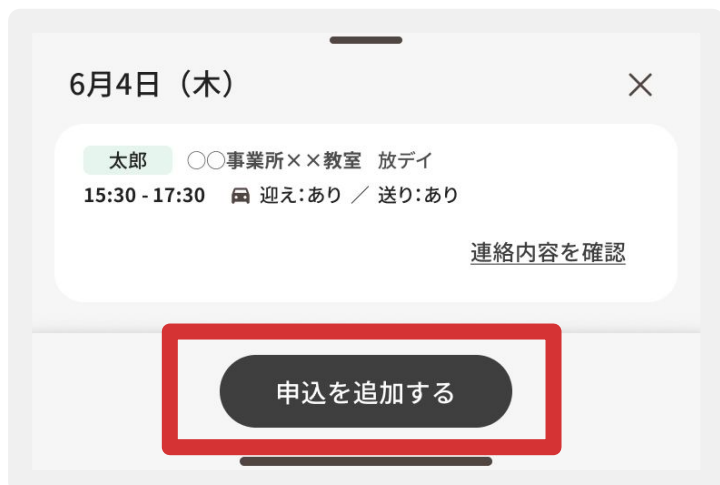 6月4日（木）
太郎 〇〇事業所××教室 放デイ
15:30 - 17:30 迎え：あり ／ 送り：あり
連絡内容を確認
申込を追加する